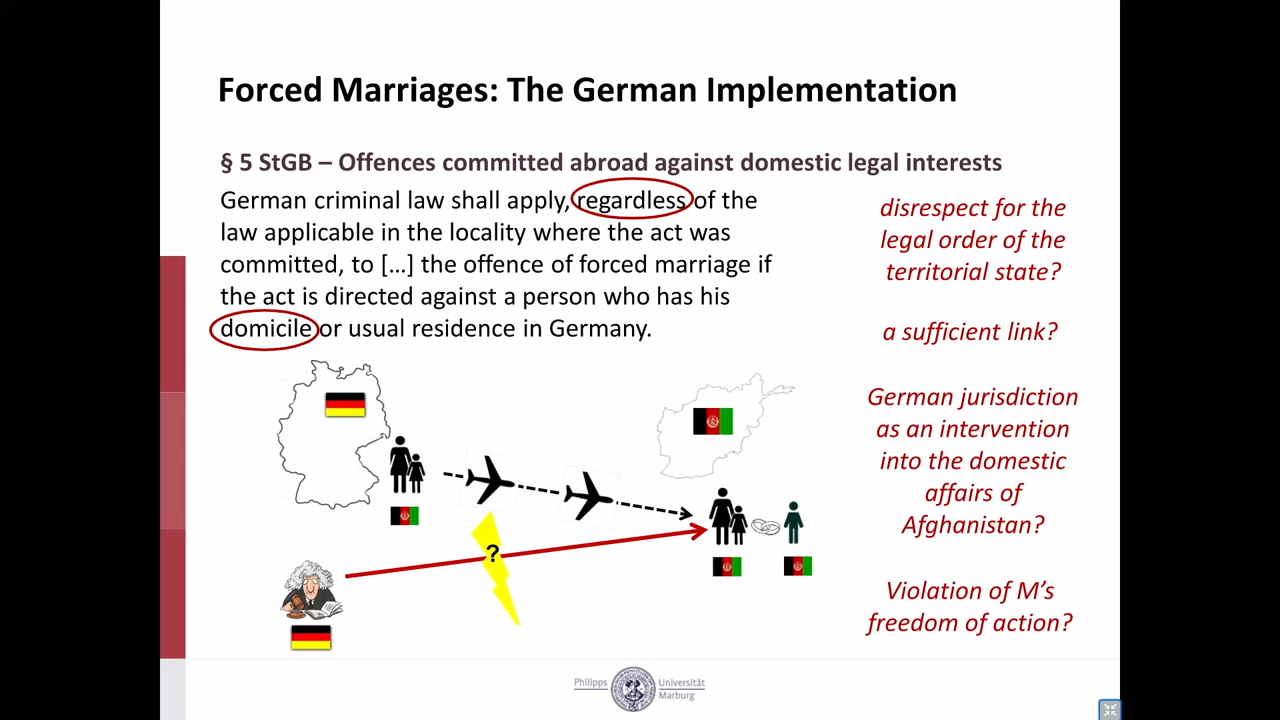 Forced Marriages: The German Implementation
§ 5 StGB – Offences committed abroad against domestic legal interests
German criminal law shall apply, regardless of the
law applicable in the locality where the act was
committed, to [...] the offence of forced marriage if
the act is directed against a person who has his
domicile or usual residence in Germany.
disrespect for the
legal order of the
territorial state?
a sufficient link?
German jurisdiction
as an intervention
into the domestic
affairs of
Afghanistan?
Violation of M's
freedom of action?
?
Philipps Universität
Marburg